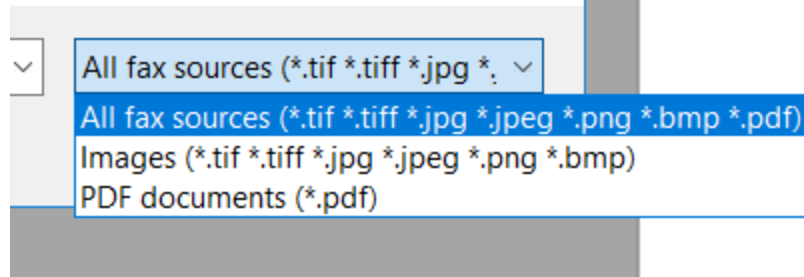 All fax sources (*.tif *.tiff *.jpg *.
All fax sources (*.tif *.tiff *.jpg *.jpeg *.png *.bmp *.pdf)
Images (*.tif *.tiff *.jpg *.jpeg *.png *.bmp)
PDF documents (*.pdf)